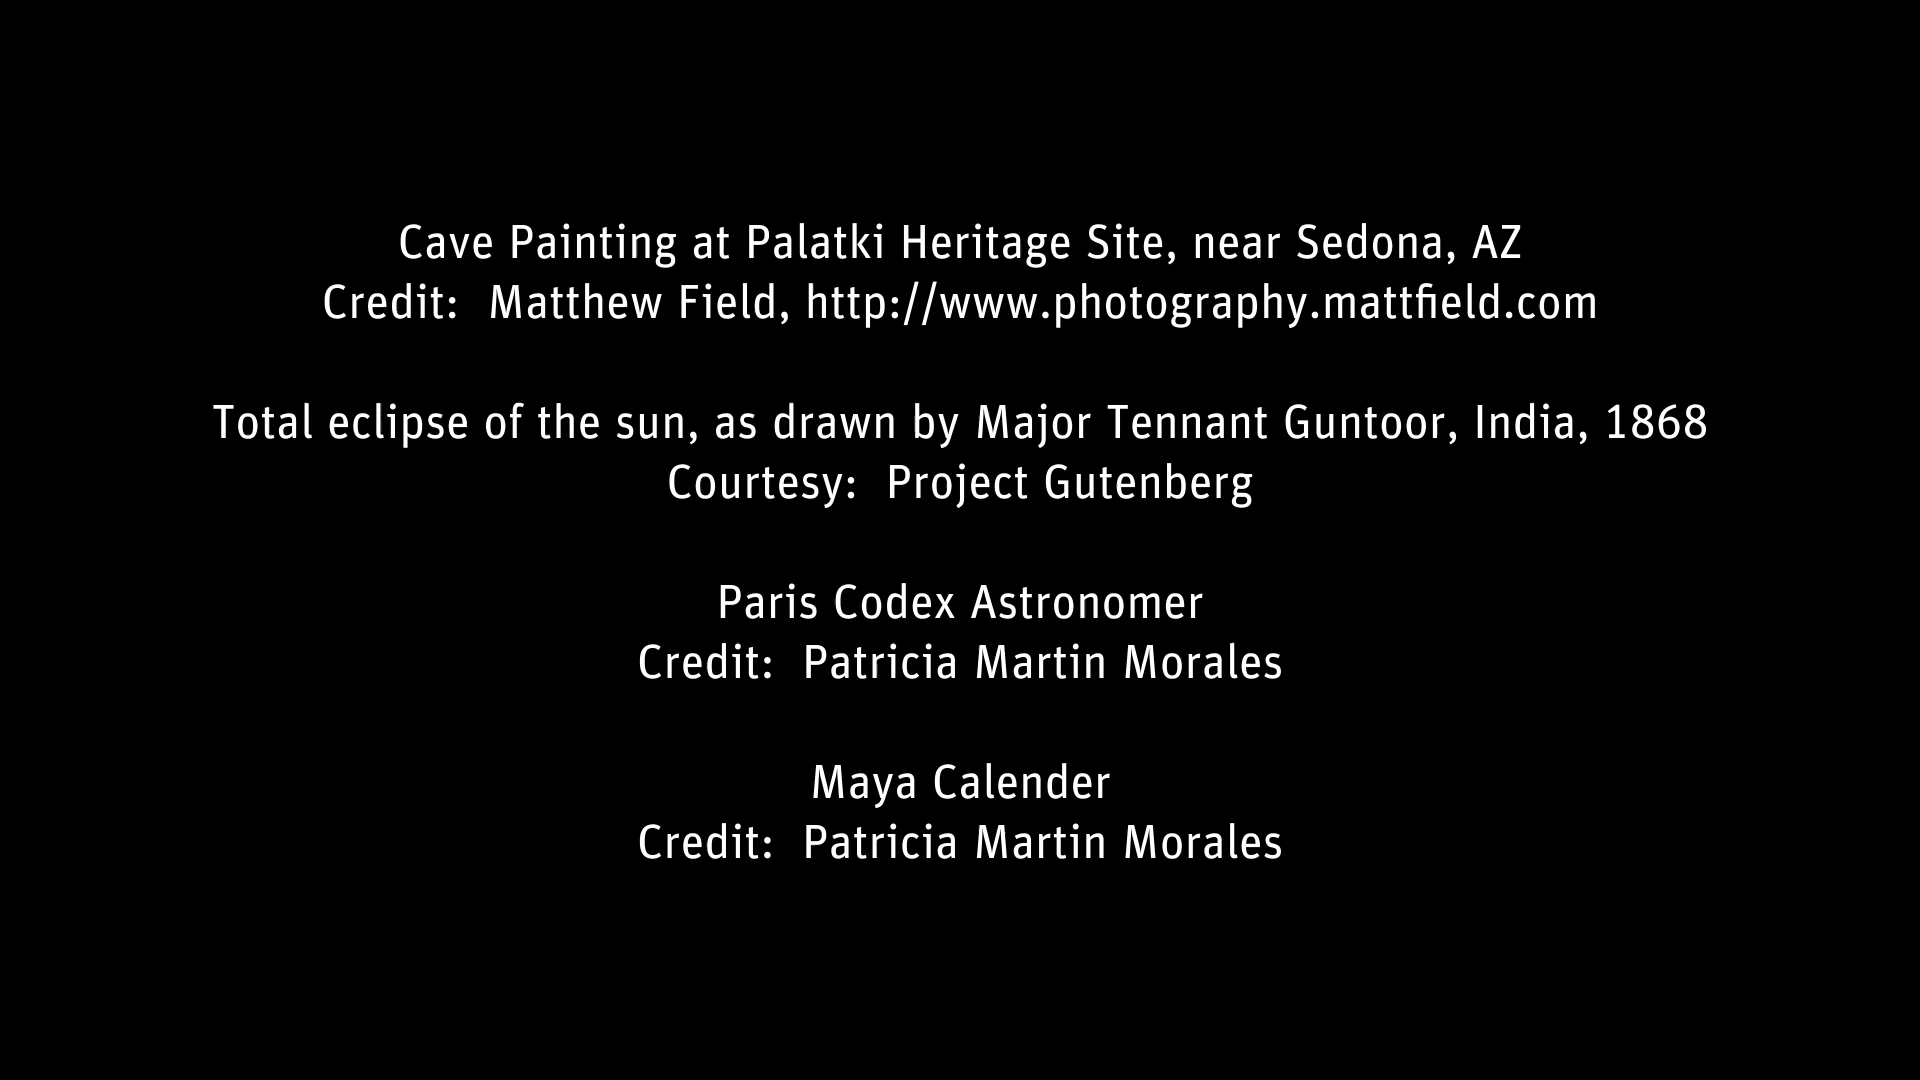 Cave Painting at Palatki Heritage Site, near Sedona, AZ
Credit:  Matthew Field, http://www.photography.mattfield.com
Total eclipse of the sun, as drawn by Major Tennant Guntoor, India, 1868
Courtesy:  Project Gutenberg
Paris Codex Astronomer
Credit:  Patricia Martin Morales
Maya Calender
Credit:  Patricia Martin Morales